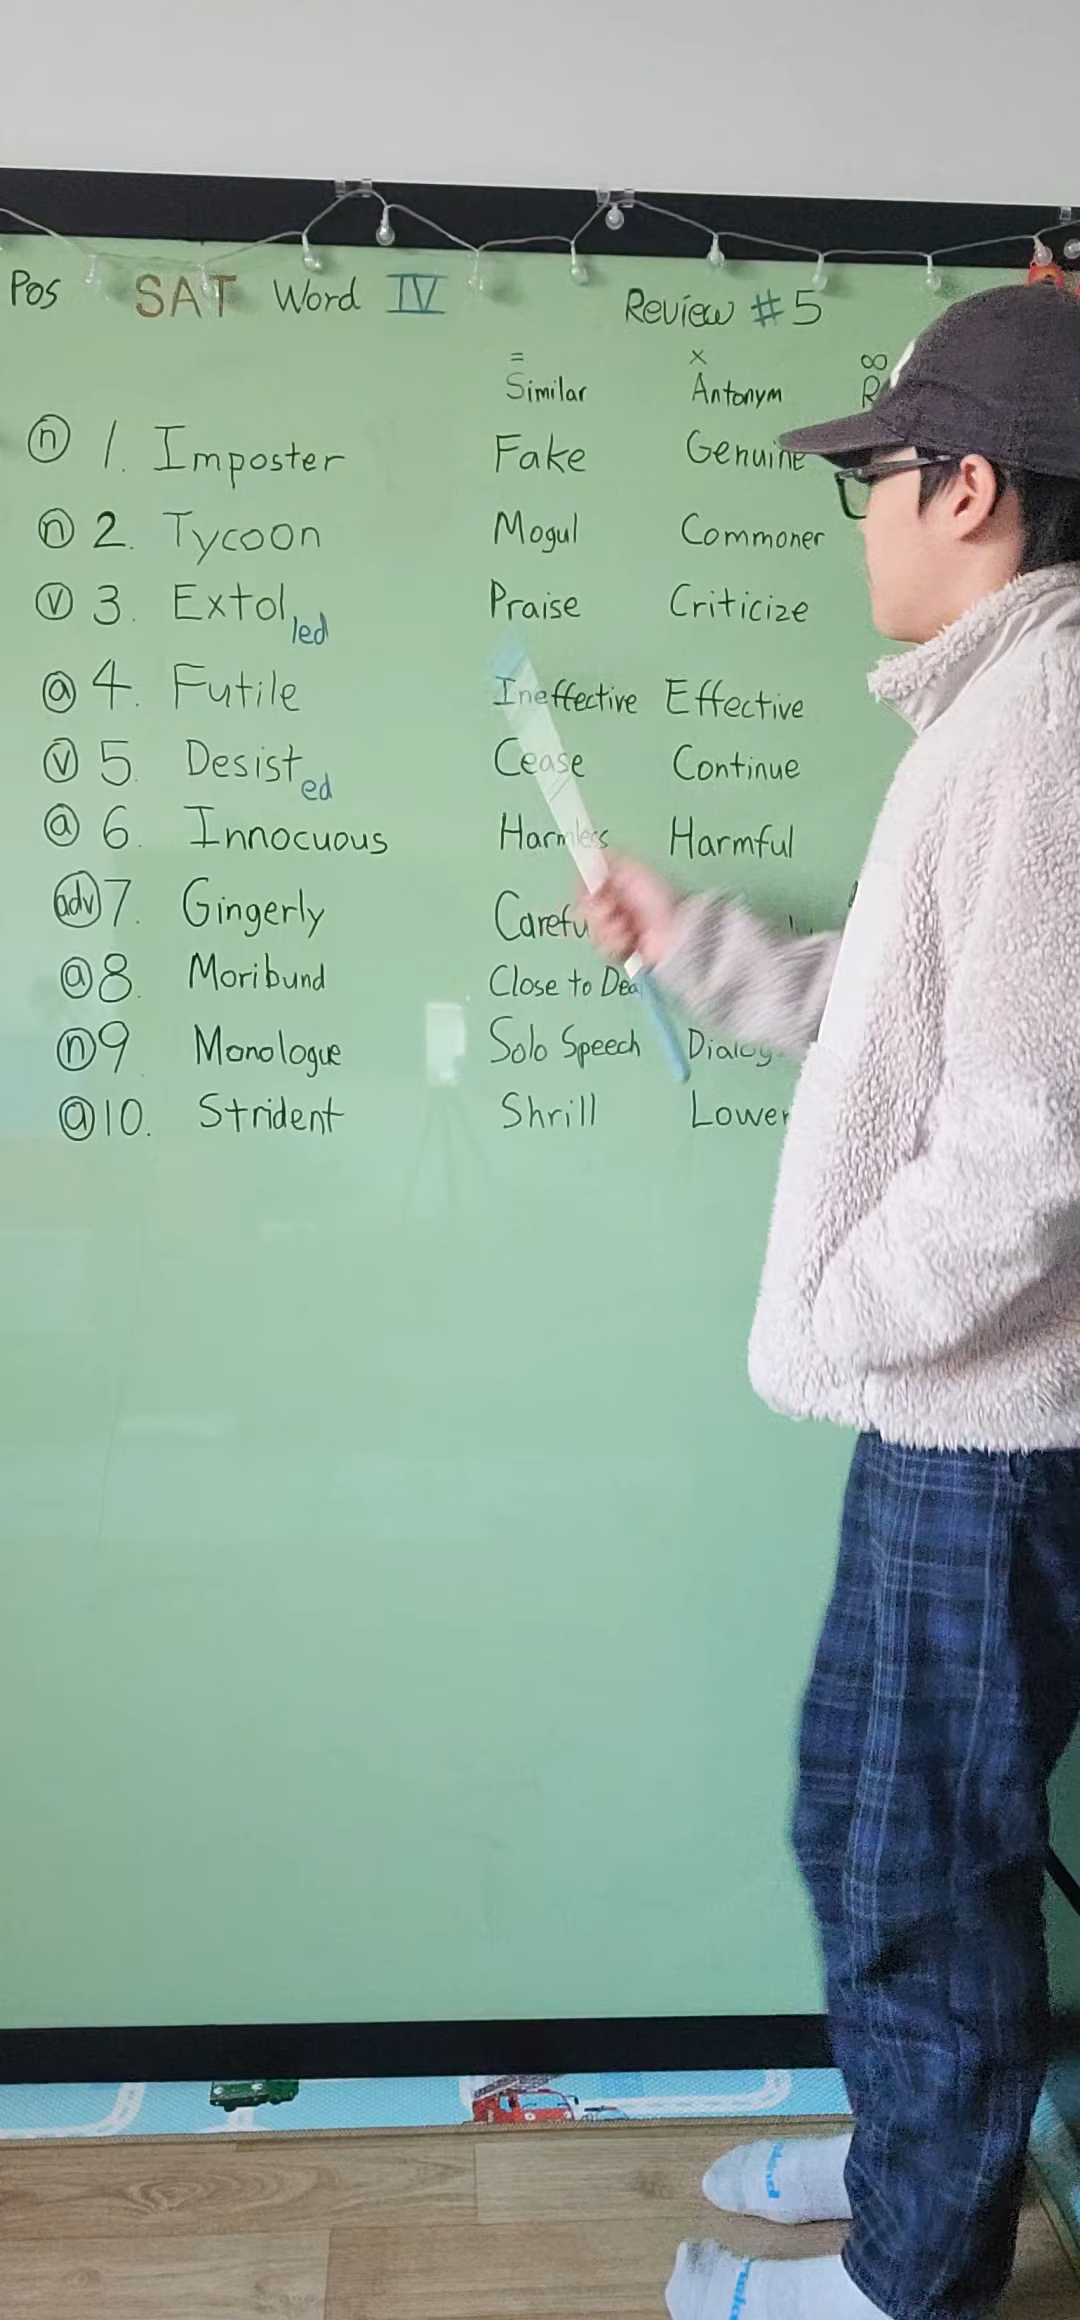 Pos SAT Word IV Review #5
= × ∞
Similar Antonym R
ⓝ 1. Imposter Fake Genuine
ⓝ 2. Tycoon Mogul Commoner
ⓥ 3. Extol led Praise Criticize
ⓐ 4. Futile Ineffective Effective
ⓥ 5. Desist ed Cease Continue
ⓐ 6. Innocuous Harmless Harmful
adv 7. Gingerly Carefu
ⓐ 8. Moribund Close to Dea
ⓝ 9. Monologue Solo Speech Dialog
ⓐ 10. Strident Shrill Lower